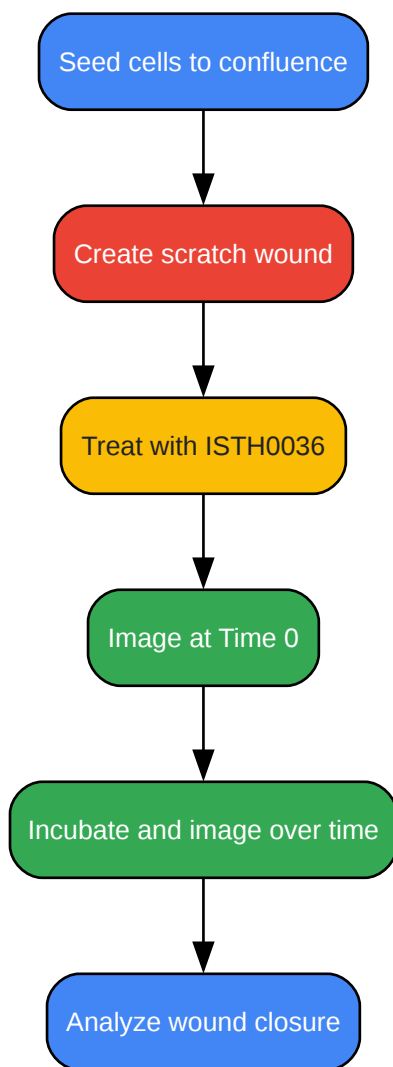 Seed cells to confluence
Create scratch wound
Treat with ISTH0036
Image at Time 0
Incubate and image over time
Analyze wound closure